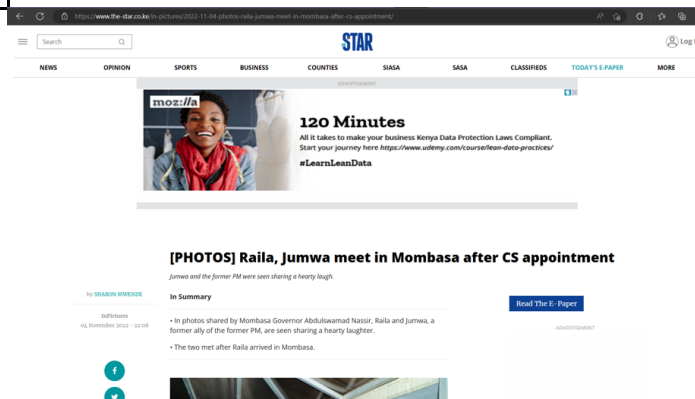 https://www.the-star.co.ke/in-pictures/2022-11-04-photos-raila-jumwa-meet-in-mombasa-after-cs-appointment/
Search
STAR
Log
NEWS OPINION SPORTS BUSINESS COUNTIES SIASA SASA CLASSIFIEDS TODAY'S E-PAPER MORE
ADVERTISEMENT
moz://a
120 Minutes
All it takes to make your business Kenya Data Protection Laws Compliant.
Start your journey here https://www.udemy.com/course/lean-data-practices/
#LearnLeanData
[PHOTOS] Raila, Jumwa meet in Mombasa after CS appointment
Jumwa and the former PM were seen sharing a hearty laugh.
by SHARON MWENDE
InPictures
04 November 2022 - 22:06
In Summary
• In photos shared by Mombasa Governor Abdulswamad Nassir, Raila and Jumwa, a
former ally of the former PM, are seen sharing a hearty laughter.
• The two met after Raila arrived in Mombasa.
Read The E-Paper
ADVERTISEMENT